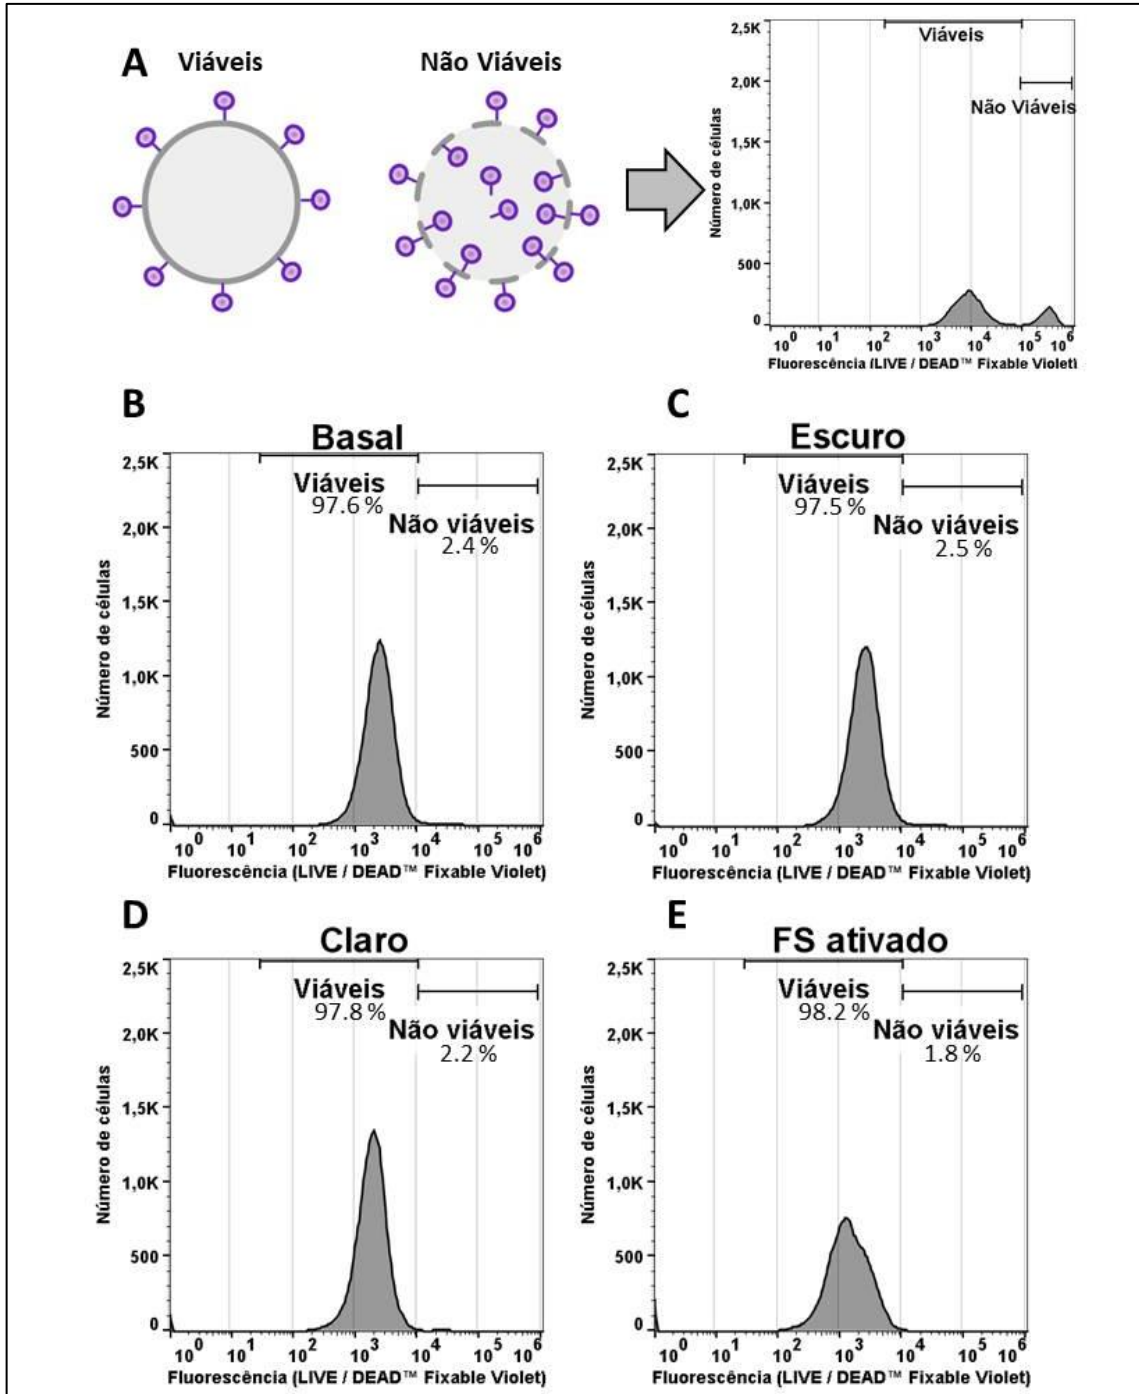 A
Viáveis
Não Viáveis
2,5K
2,0K
1,5K
1,0K
500
0
Número de células
Viáveis
Não Viáveis
10^0 10^1 10^2 10^3 10^4 10^5 10^6
Fluorescência (LIVE / DEAD™ Fixable Violet)
B
Basal
2,5K
2,0K
1,5K
1,0K
500
0
Número de células
Viáveis
97.6 %
Não viáveis
2.4 %
10^0 10^1 10^2 10^3 10^4 10^5 10^6
Fluorescência (LIVE / DEAD™ Fixable Violet)
C
Escuro
2,5K
2,0K
1,5K
1,0K
500
0
Número de células
Viáveis
97.5 %
Não viáveis
2.5 %
10^0 10^1 10^2 10^3 10^4 10^5 10^6
Fluorescência (LIVE / DEAD™ Fixable Violet)
D
Claro
2,5K
2,0K
1,5K
1,0K
500
0
Número de células
Viáveis
97.8 %
Não viáveis
2.2 %
10^0 10^1 10^2 10^3 10^4 10^5 10^6
Fluorescência (LIVE / DEAD™ Fixable Violet)
E
FS ativado
2,5K
2,0K
1,5K
1,0K
500
0
Número de células
Viáveis
98.2 %
Não viáveis
1.8 %
10^0 10^1 10^2 10^3 10^4 10^5 10^6
Fluorescência (LIVE / DEAD™ Fixable Violet)